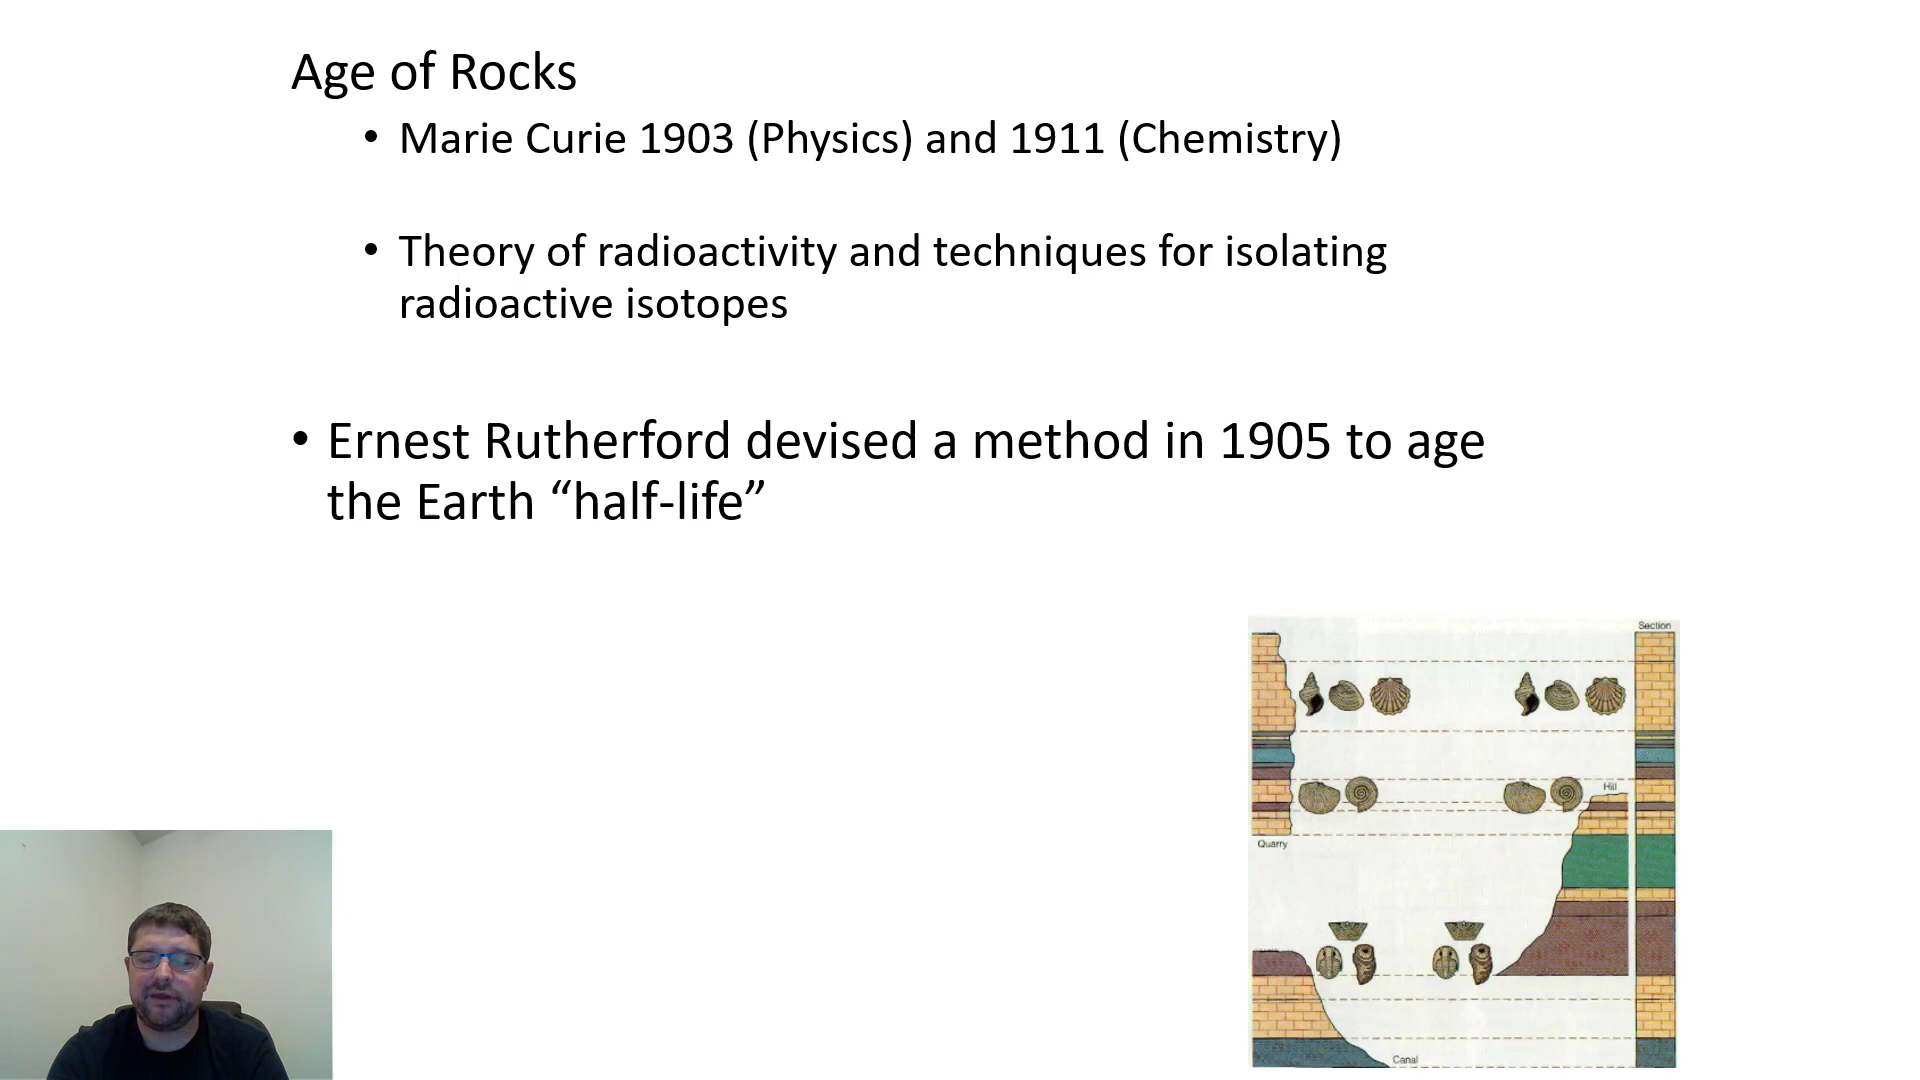 Age of Rocks
• Marie Curie 1903 (Physics) and 1911 (Chemistry)
• Theory of radioactivity and techniques for isolating
radioactive isotopes
• Ernest Rutherford devised a method in 1905 to age
the Earth “half-life”
Section
Hill
Quarry
Canal